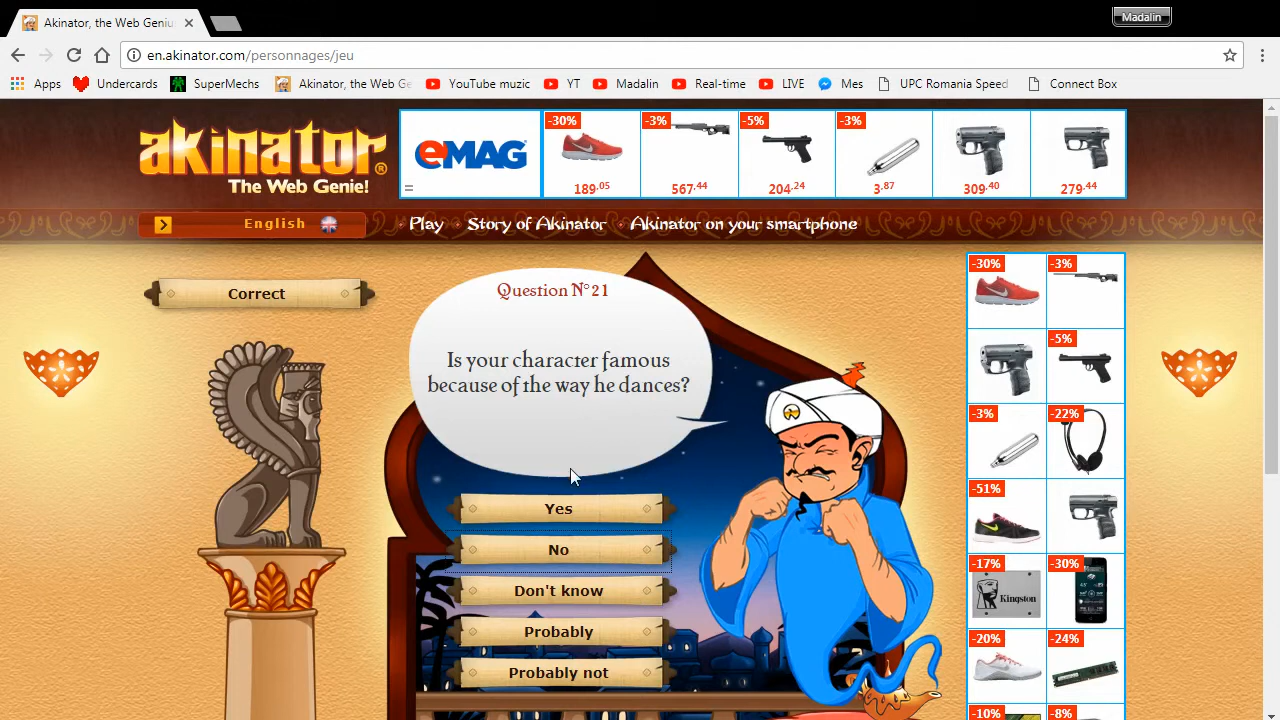 Akinator, the Web Geniu
Madalin
en.akinator.com/personnages/jeu
Apps Undercards SuperMechs Akinator, the Web Ge YouTube muzic YT Madalin Real-time LIVE Mes UPC Romania Speed Connect Box
akinator®
The Web Genie!
eMAG
-30% -3% -5% -3%
189.05 567.44 204.24 3.87 309.40 279.44
English
Play Story of Akinator Akinator on your smartphone
Correct
Question N°21
Is your character famous
because of the way he dances?
Yes
No
Don't know
Probably
Probably not
-30% -3%
-5%
-3% -22%
-51%
-17% -30%
Kingston
-20% -24%
-10% -8%